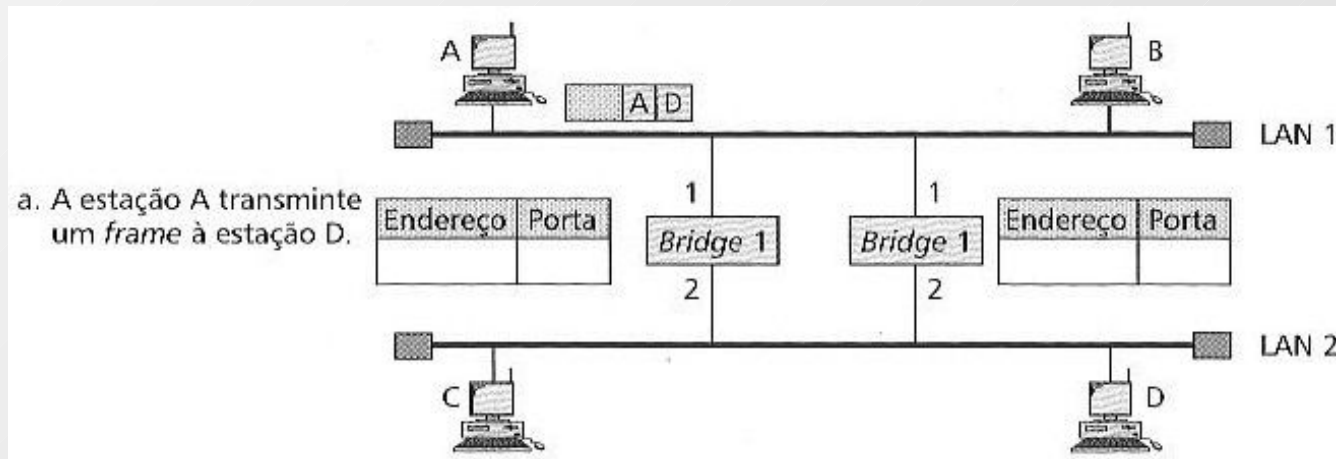 A
B
A D
LAN 1
a. A estação A transminte
um frame à estação D.
Endereço Porta
1
Bridge 1
2
1
Bridge 1
2
Endereço Porta
LAN 2
C
D